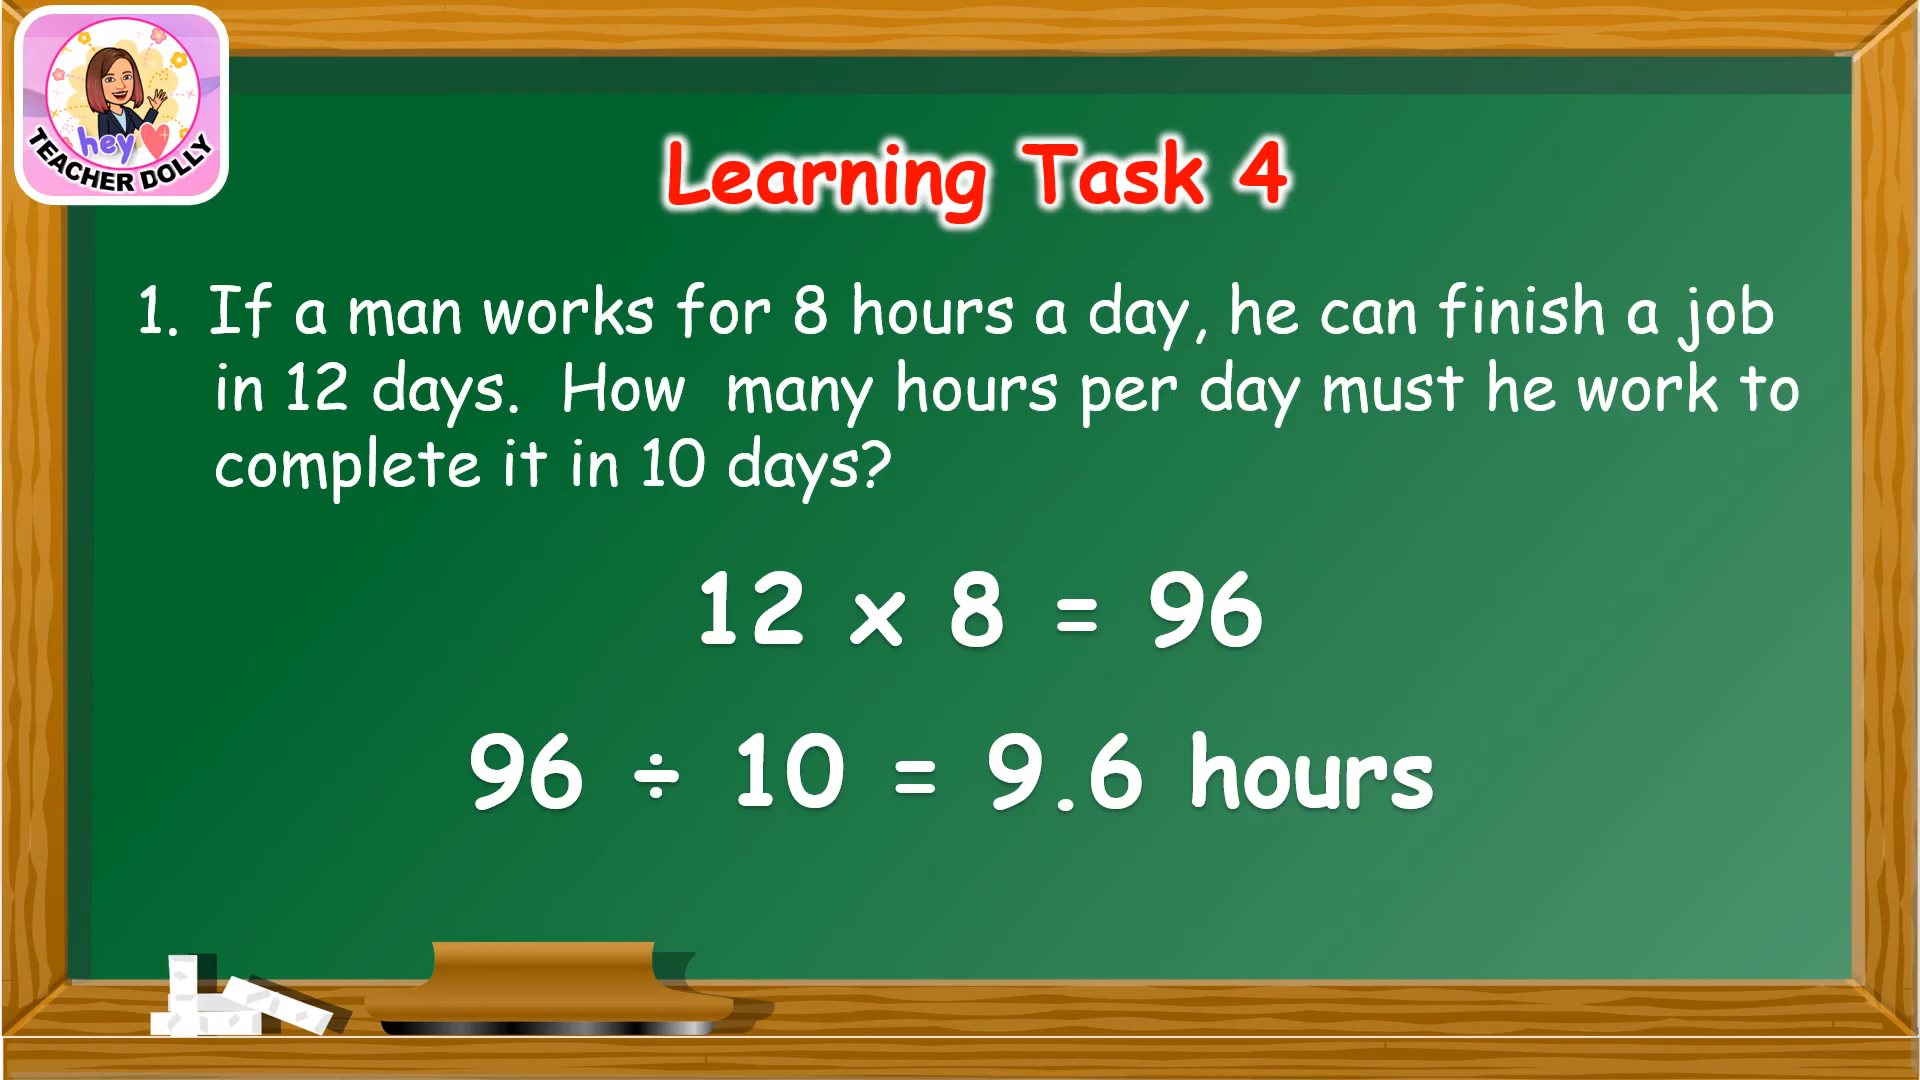 hey
TEACHER DOLLY
Learning Task 4
1. If a man works for 8 hours a day, he can finish a job
in 12 days. How many hours per day must he work to
complete it in 10 days?
12 x 8 = 96
96 ÷ 10 = 9.6 hours